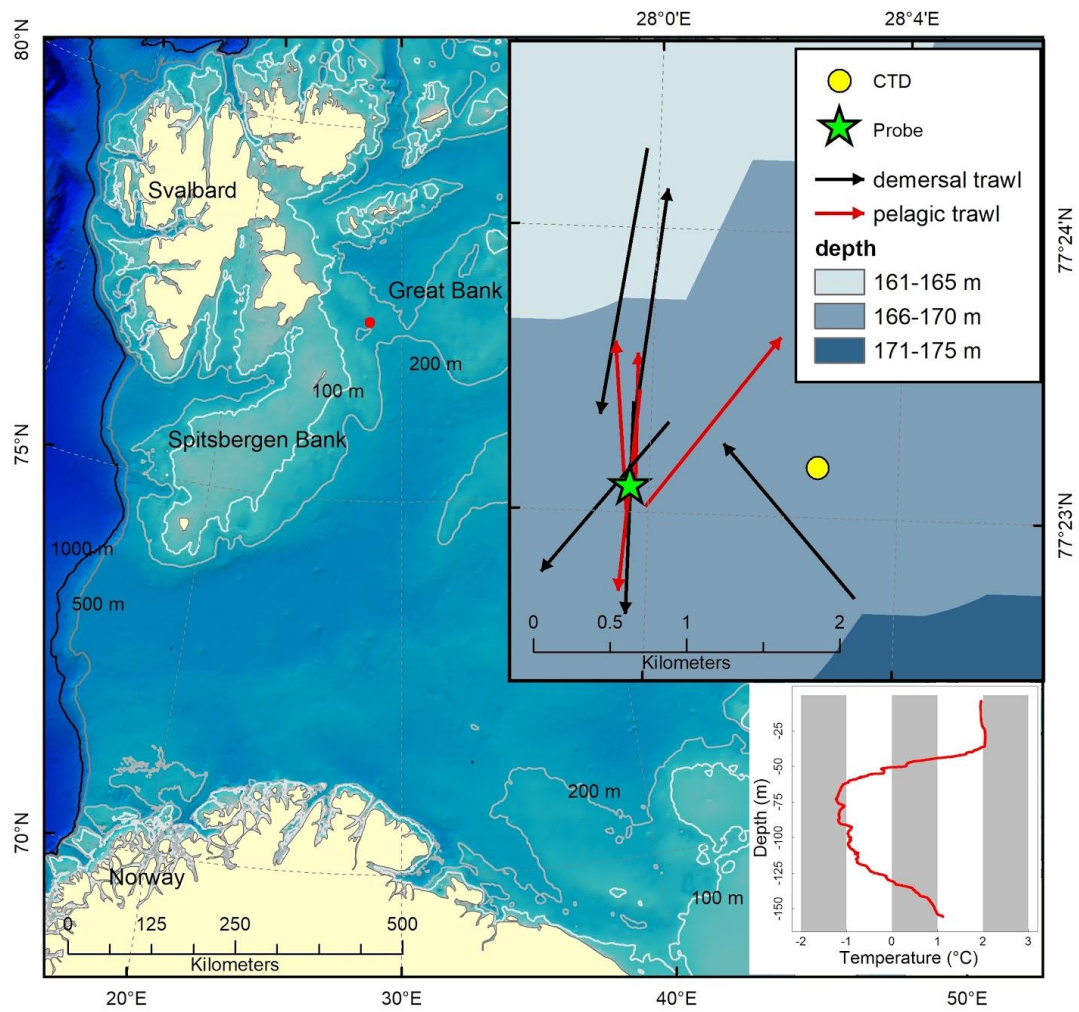 28°0'E
28°4'E
80°N
75°N
70°N
Svalbard
Great Bank
200 m
100 m
Spitsbergen Bank
1000 m
500 m
200 m
100 m
Norway
0 125 250 500
Kilometers
20°E
30°E
40°E
50°E
CTD
Probe
demersal trawl
pelagic trawl
depth
161-165 m
166-170 m
171-175 m
77°24'N
77°23'N
0 0.5 1 2
Kilometers
Depth (m)
-25
-50
-75
-100
-125
-150
-2 -1 0 1 2 3
Temperature (°C)